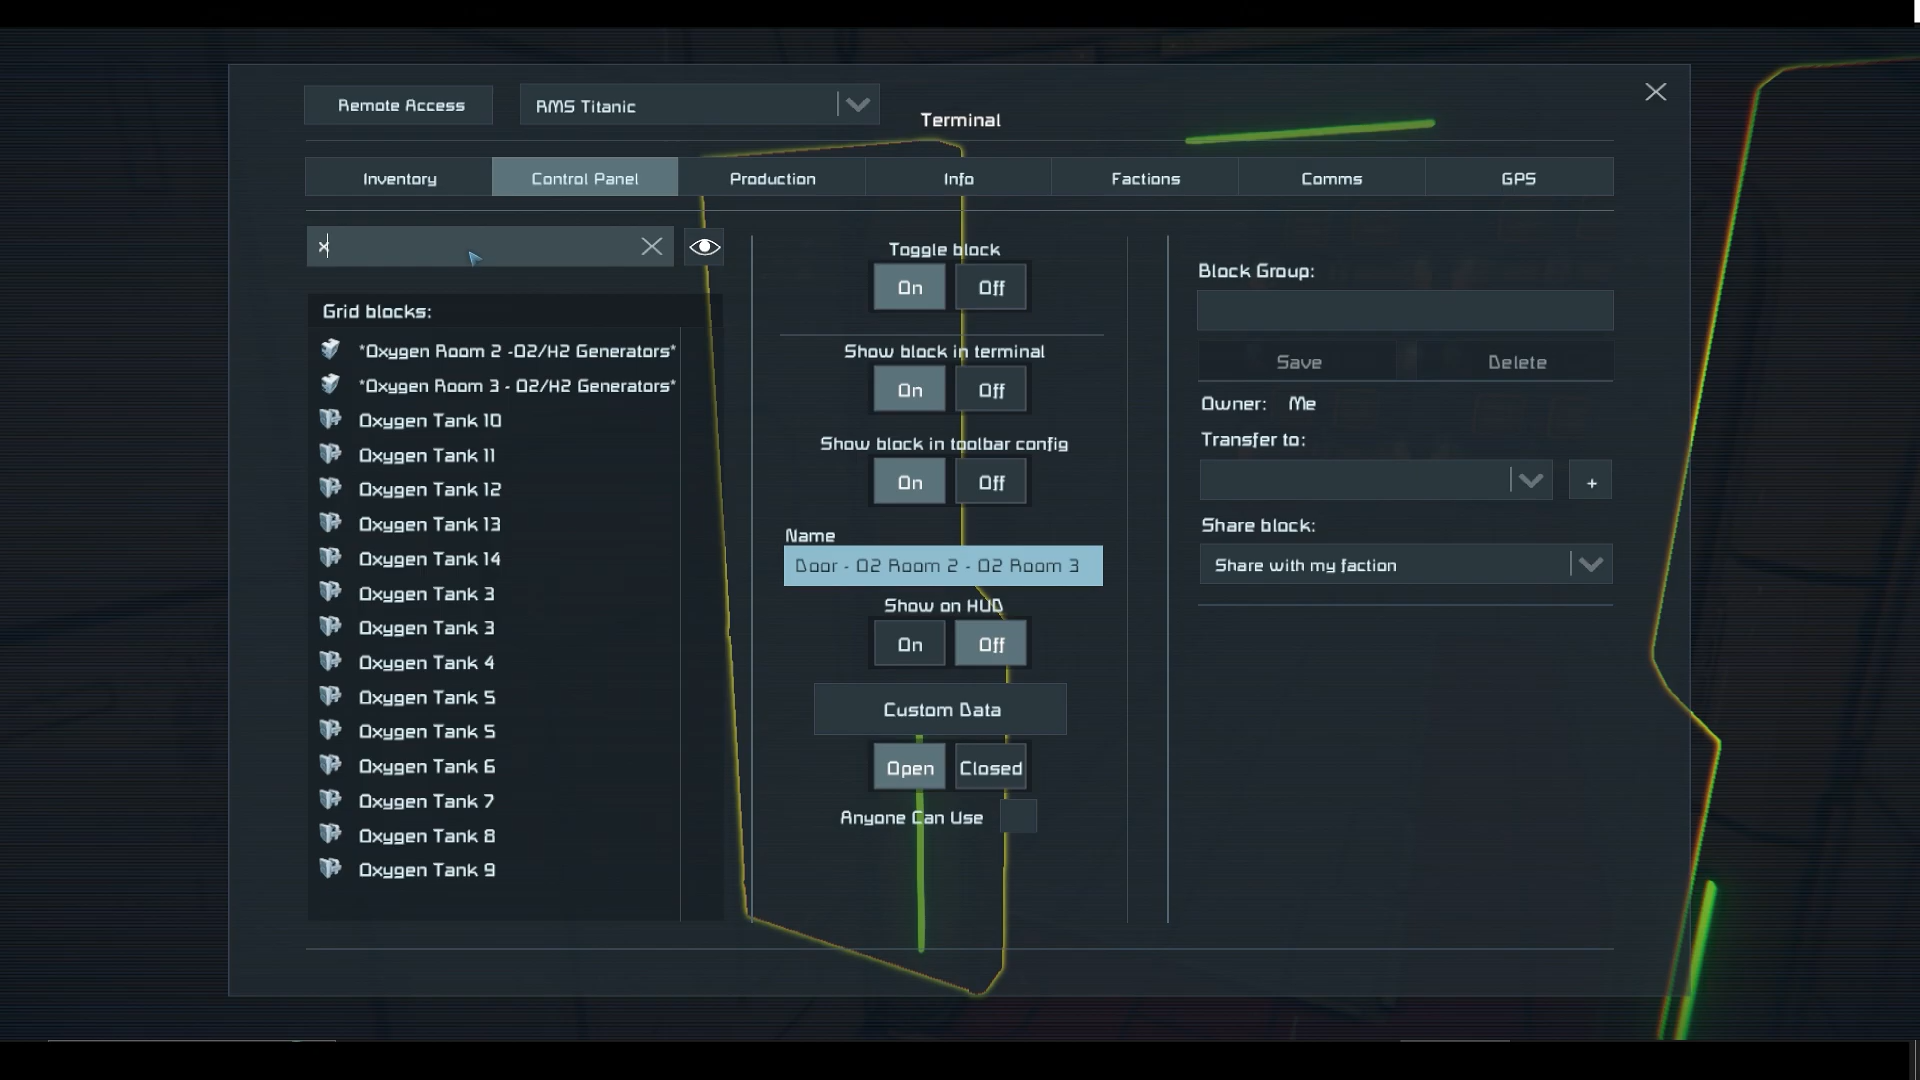 Remote Access
RMS Titanic
Terminal
Inventory
Control Panel
Production
Info
Factions
Comms
GPS
x
Grid blocks:
*Oxygen Room 2 -O2/H2 Generators*
*Oxygen Room 3 - O2/H2 Generators*
Oxygen Tank 10
Oxygen Tank 11
Oxygen Tank 12
Oxygen Tank 13
Oxygen Tank 14
Oxygen Tank 3
Oxygen Tank 3
Oxygen Tank 4
Oxygen Tank 5
Oxygen Tank 5
Oxygen Tank 6
Oxygen Tank 7
Oxygen Tank 8
Oxygen Tank 9
Toggle block
On Off
Show block in terminal
On Off
Show block in toolbar config
On Off
Name
Door - O2 Room 2 - O2 Room 3
Show on HUD
On Off
Custom Data
Open Closed
Anyone Can Use
Block Group:
Save Delete
Owner: Me
Transfer to:
+
Share block:
Share with my faction